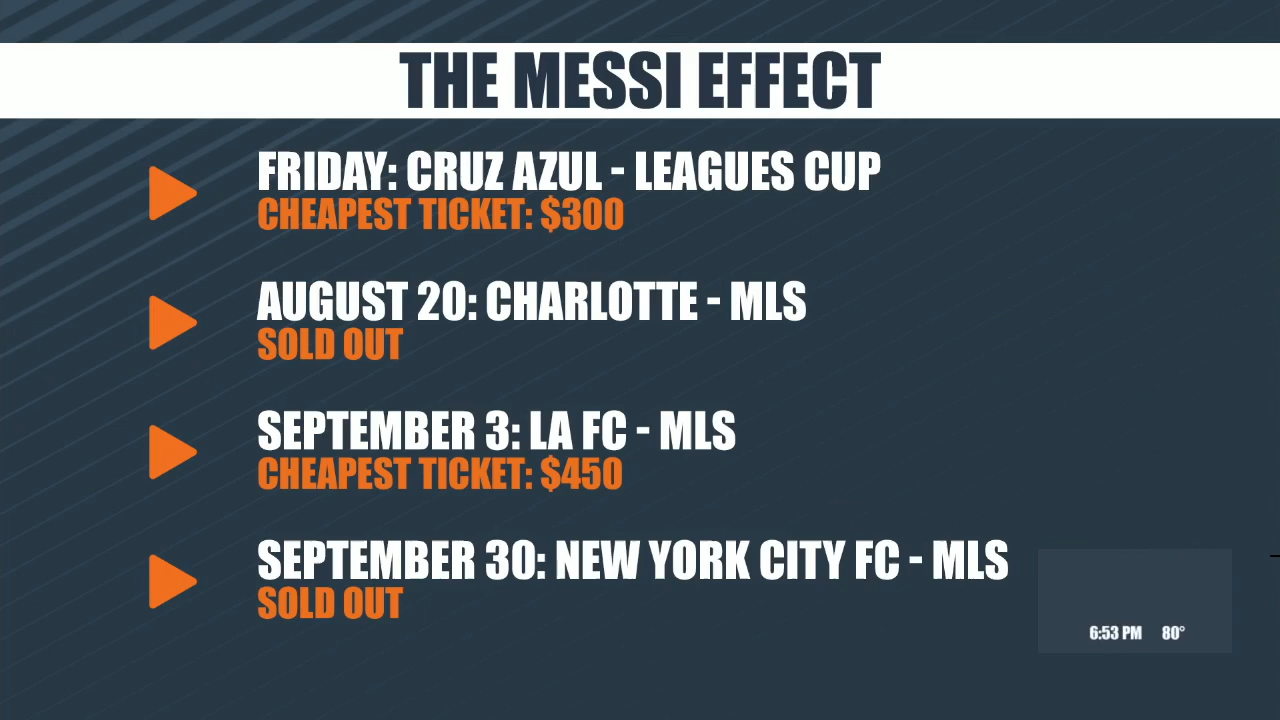 THE MESSI EFFECT
FRIDAY: CRUZ AZUL - LEAGUES CUP
CHEAPEST TICKET: $300
AUGUST 20: CHARLOTTE - MLS
SOLD OUT
SEPTEMBER 3: LA FC - MLS
CHEAPEST TICKET: $450
SEPTEMBER 30: NEW YORK CITY FC - MLS
SOLD OUT
6:53 PM 80°